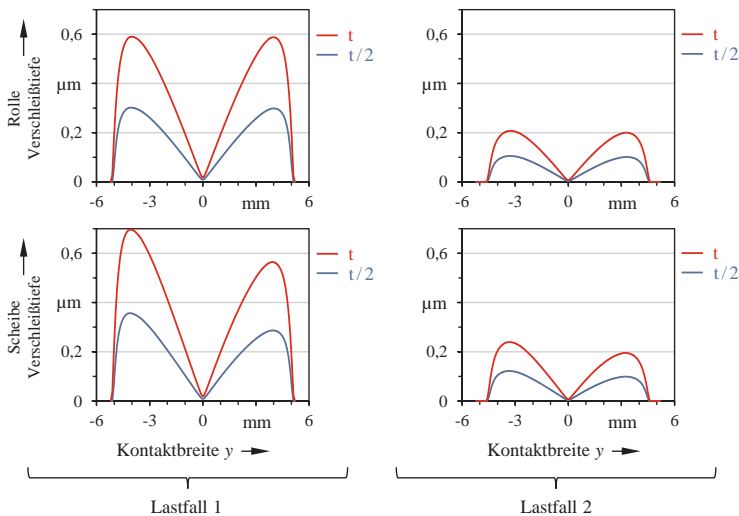 Rolle
Verschleißtiefe
0,6
µm
0,2
0
-6 -3 0 mm 6
t
t/2
0,6
µm
0,2
0
-6 -3 0 mm 6
t
t/2
Scheibe
Verschleißtiefe
0,6
µm
0,2
0
-6 -3 0 mm 6
t
t/2
0,6
µm
0,2
0
-6 -3 0 mm 6
t
t/2
Kontaktbreite y
Kontaktbreite y
Lastfall 1
Lastfall 2